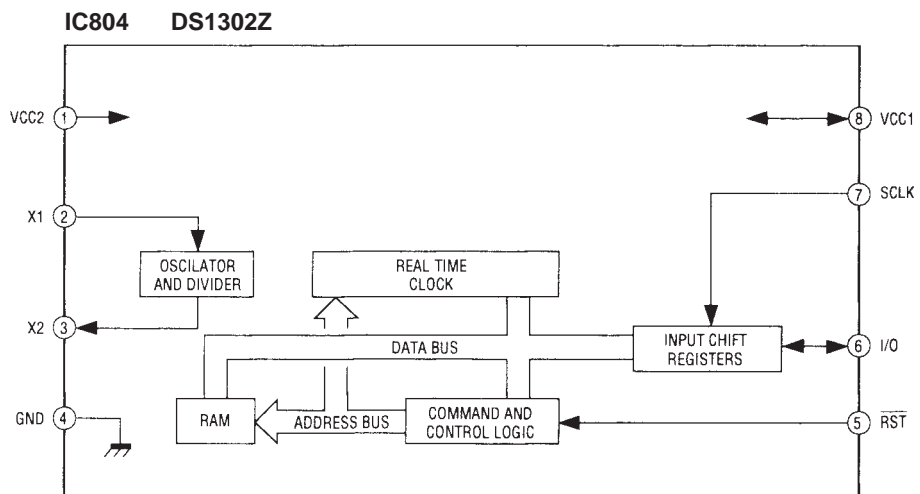 IC804 DS1302Z
VCC2 1
8 VCC1
7 SCLK
X1 2
OSCILATOR
AND DIVIDER
REAL TIME
CLOCK
X2 3
DATA BUS
INPUT CHIFT
REGISTERS
6 I/O
GND 4
RAM
ADDRESS BUS
COMMAND AND
CONTROL LOGIC
5 RST